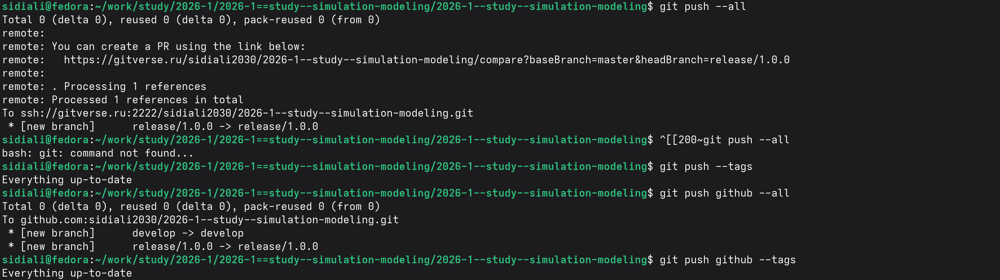 sidiali@fedora:~/work/study/2026-1/2026-1==study--simulation-modeling/2026-1--study--simulation-modeling$ git push --all
Total 0 (delta 0), reused 0 (delta 0), pack-reused 0 (from 0)
remote:
remote: You can create a PR using the link below:
remote:   https://gitverse.ru/sidiali2030/2026-1--study--simulation-modeling/compare?baseBranch=master&headBranch=release/1.0.0
remote:
remote: . Processing 1 references
remote: Processed 1 references in total
To ssh://gitverse.ru:2222/sidiali2030/2026-1--study--simulation-modeling.git
 * [new branch]      release/1.0.0 -> release/1.0.0
sidiali@fedora:~/work/study/2026-1/2026-1==study--simulation-modeling/2026-1--study--simulation-modeling$ ^[[200~git push --all
bash: git: command not found...
sidiali@fedora:~/work/study/2026-1/2026-1==study--simulation-modeling/2026-1--study--simulation-modeling$ git push --tags
Everything up-to-date
sidiali@fedora:~/work/study/2026-1/2026-1==study--simulation-modeling/2026-1--study--simulation-modeling$ git push github --all
Total 0 (delta 0), reused 0 (delta 0), pack-reused 0 (from 0)
To github.com:sidiali2030/2026-1--study--simulation-modeling.git
 * [new branch]      develop -> develop
 * [new branch]      release/1.0.0 -> release/1.0.0
sidiali@fedora:~/work/study/2026-1/2026-1==study--simulation-modeling/2026-1--study--simulation-modeling$ git push github --tags
Everything up-to-date